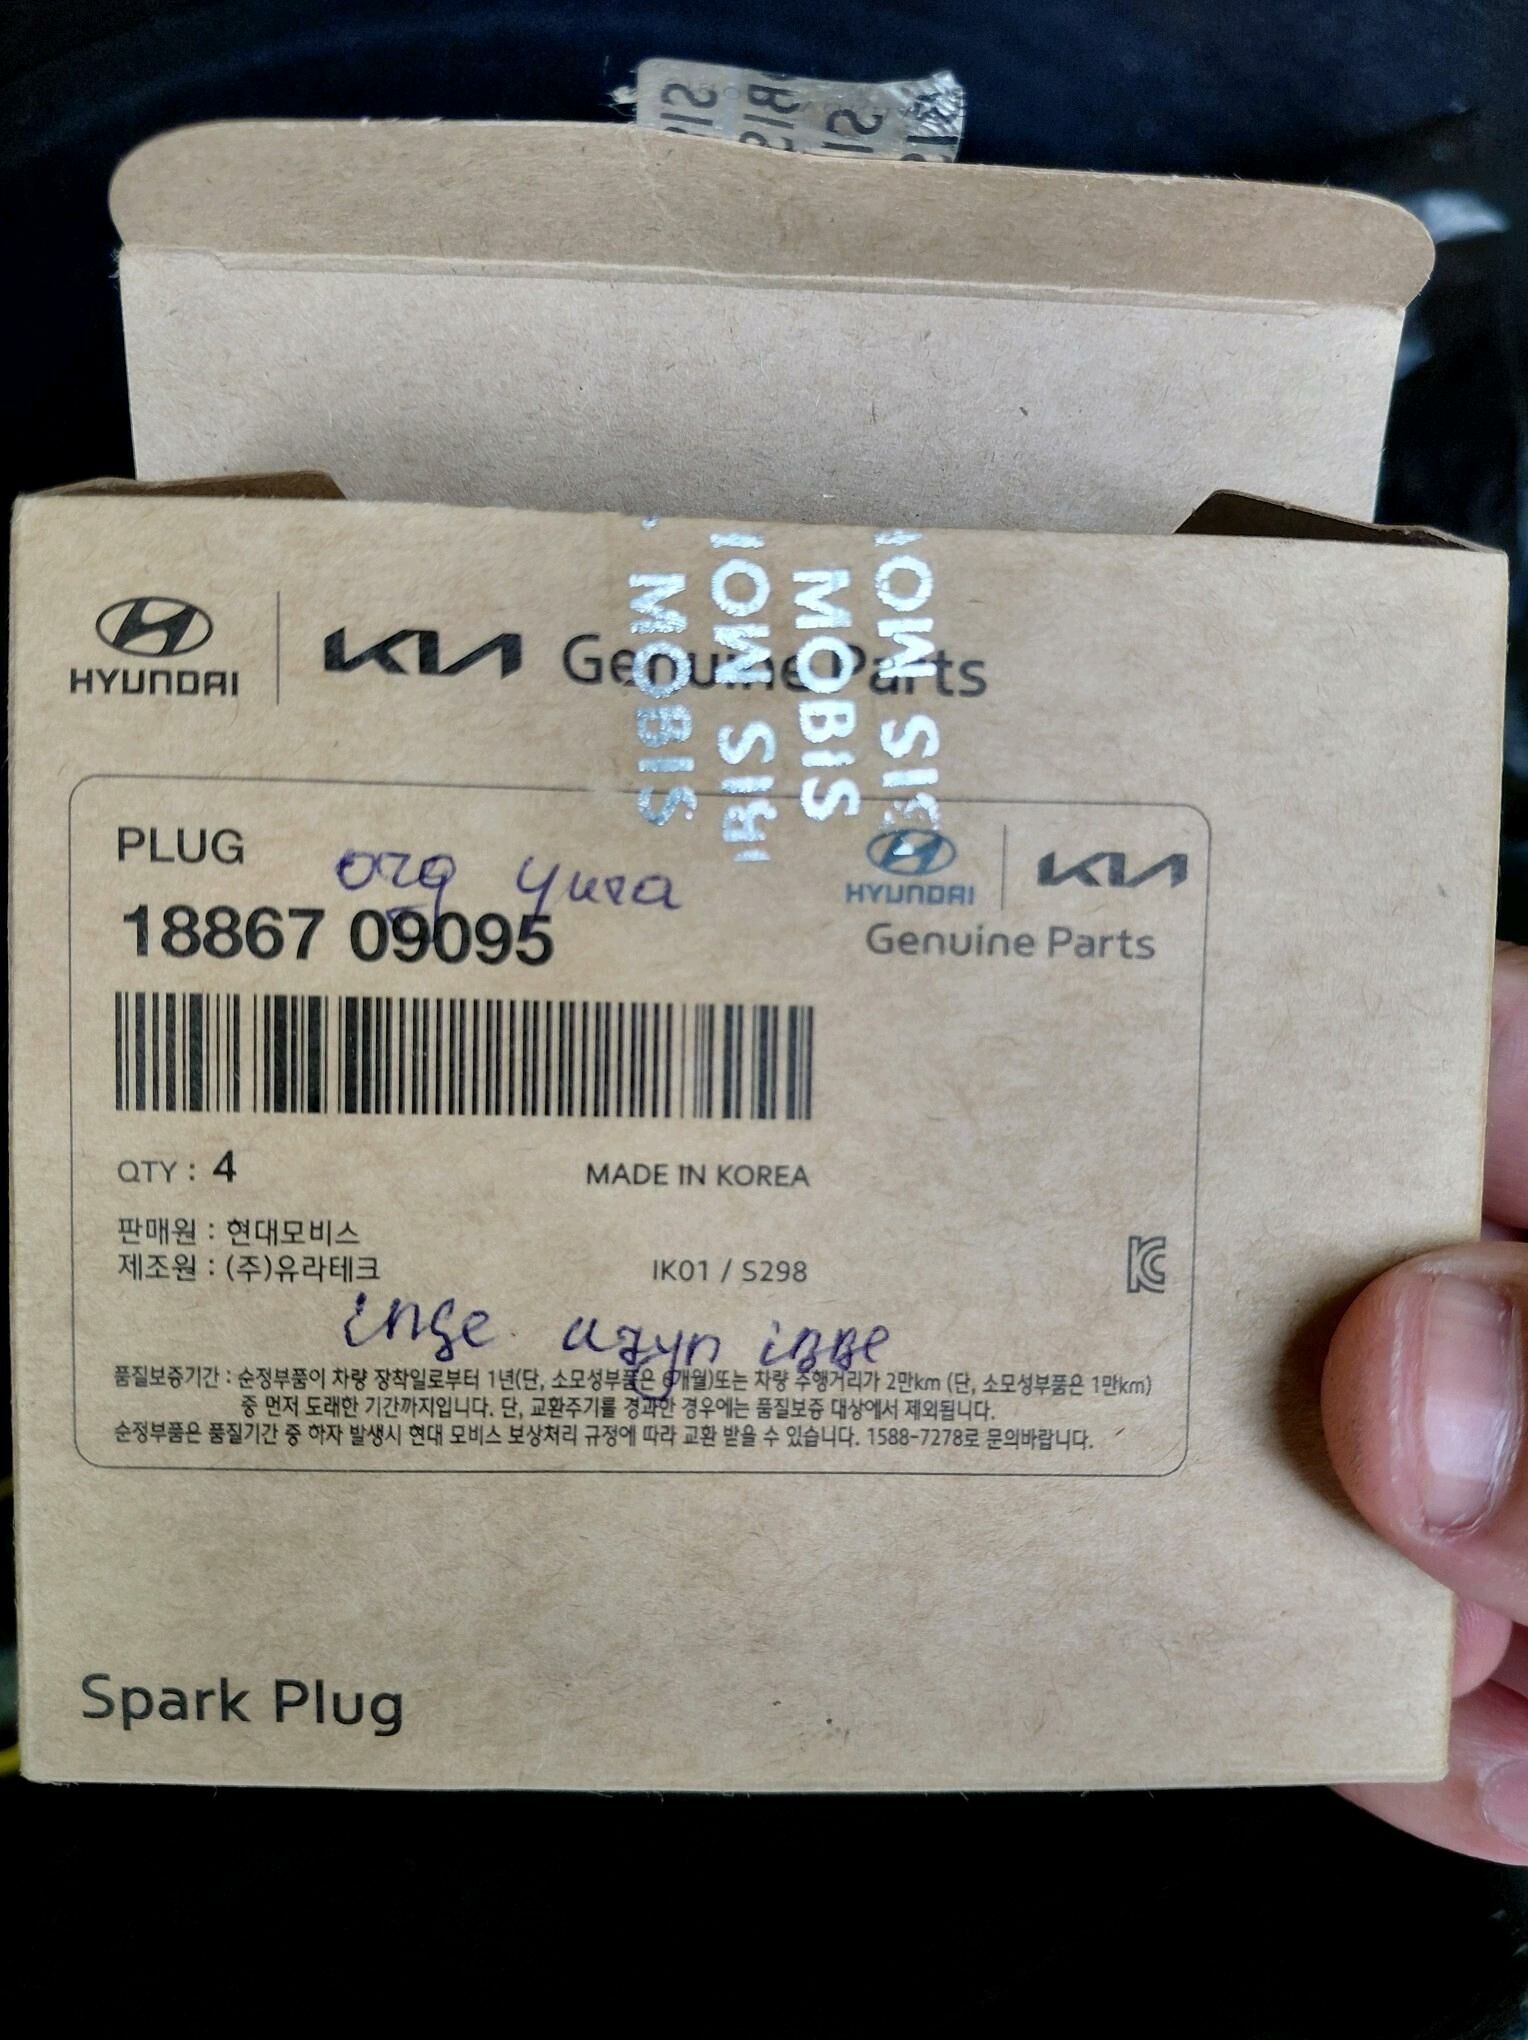 HYUNDAI KIA Genuine Parts
MOBIS MOBIS
PLUG
org yura
HYUNDAI KIA
18867 09095
Genuine Parts
QTY : 4
MADE IN KOREA
판매원 : 현대모비스
제조원 : (주)유라테크
IK01 / S298
inge uzyn
품질보증기간 : 순정부품이 차량 장착일로부터 1년(단, 소모성부품은 6개월)또는 차량 주행거리가 2만km (단, 소모성부품은 1만km)
중 먼저 도래한 기간까지입니다. 단, 교환주기를 경과한 경우에는 품질보증 대상에서 제외됩니다.
순정부품은 품질기간 중 하자 발생시 현대 모비스 보상처리 규정에 따라 교환 받을 수 있습니다. 1588-7278로 문의바랍니다.
Spark Plug